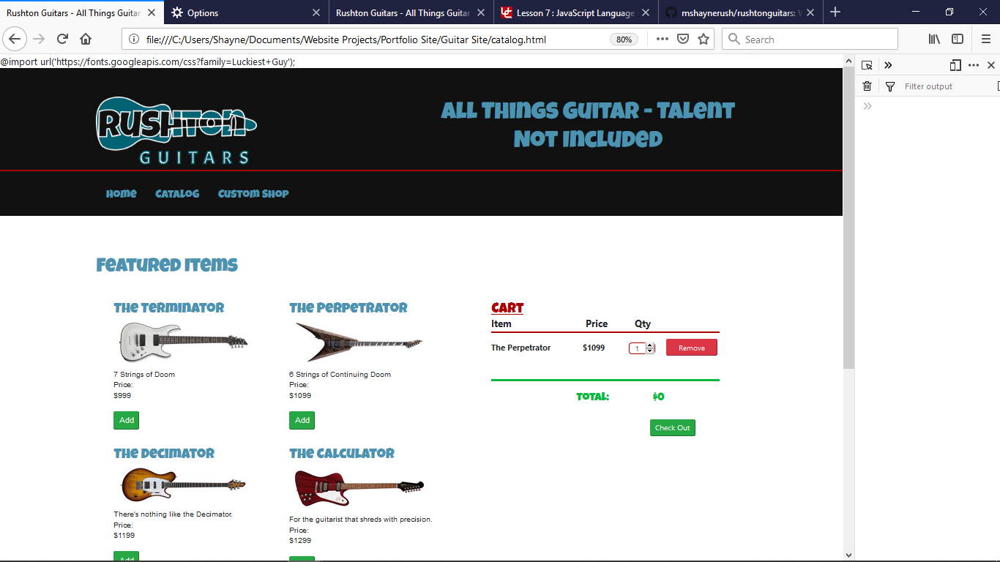 Rushton Guitars - All Things Guitar
Options
Rushton Guitars - All Things Guitar
Lesson 7 : JavaScript Language
mshaynerush/rushtonguitars: W
file:///C:/Users/Shayne/Documents/Website Projects/Portfolio Site/Guitar Site/catalog.html
80%
Search
@import url('https://fonts.googleapis.com/css?family=Luckiest+Guy');
Filter output
RUSHTON
GUITARS
All Things Guitar - Talent
Not Included
Home
Catalog
Custom Shop
Featured Items
The Terminator
7 Strings of Doom
Price:
$999
Add
The Perpetrator
6 Strings of Continuing Doom
Price:
$1099
Add
The Decimator
There's nothing like the Decimator.
Price:
$1199
Add
The Calculator
For the guitarist that shreds with precision.
Price:
$1299
CART
Item Price Qty
The Perpetrator $1099 1 Remove
Total: $0
Check Out